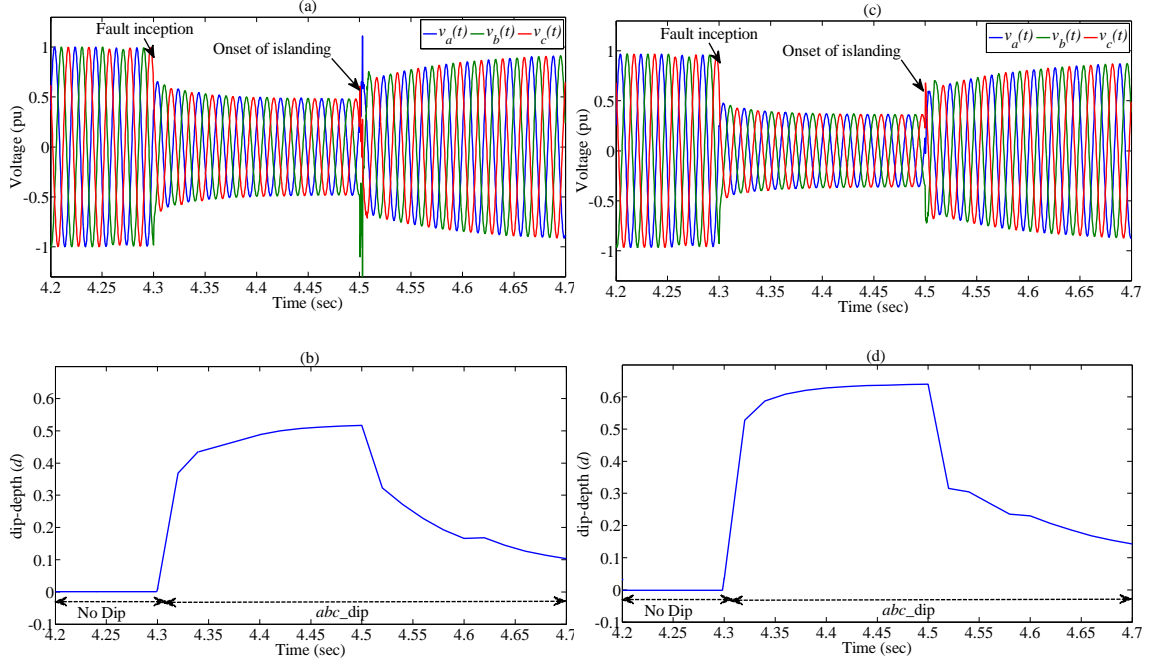 (a)
v_a(t) v_b(t) v_c(t)
Fault inception
Onset of islanding
Voltage (pu)
1
0.5
0
-0.5
-1
4.2 4.25 4.3 4.35 4.4 4.45 4.5 4.55 4.6 4.65 4.7
Time (sec)
(c)
v_a(t) v_b(t) v_c(t)
Fault inception
Onset of islanding
Voltage (pu)
1
0.5
0
-0.5
-1
4.2 4.25 4.3 4.35 4.4 4.45 4.5 4.55 4.6 4.65 4.7
Time (sec)
(b)
dip-depth (d)
0.6
0.5
0.4
0.3
0.2
0.1
0
-0.1
No Dip
abc_dip
4.2 4.25 4.3 4.35 4.4 4.45 4.5 4.55 4.6 4.65 4.7
Time (sec)
(d)
dip-depth (d)
0.7
0.6
0.5
0.4
0.3
0.2
0.1
0
-0.1
No Dip
abc_dip
4.2 4.25 4.3 4.35 4.4 4.45 4.5 4.55 4.6 4.65 4.7
Time (sec)